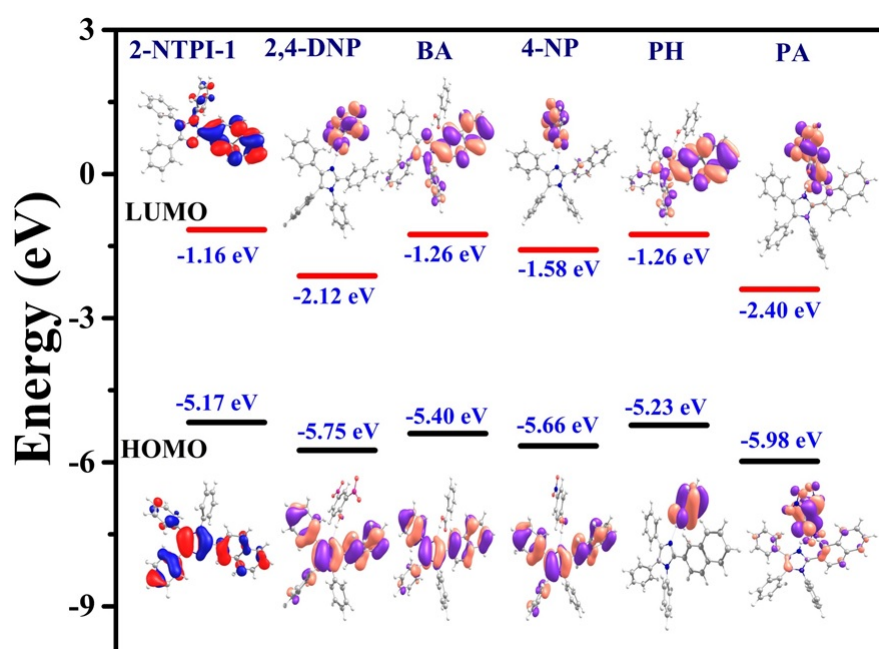 3
2-NTPI-1 2,4-DNP BA 4-NP PH PA
0
LUMO
-1.16 eV -1.26 eV -1.58 eV -1.26 eV
-2.12 eV -2.40 eV
-3
Energy (eV)
-5.17 eV -5.40 eV -5.66 eV -5.23 eV
-5.75 eV -5.98 eV
HOMO
-6
-9